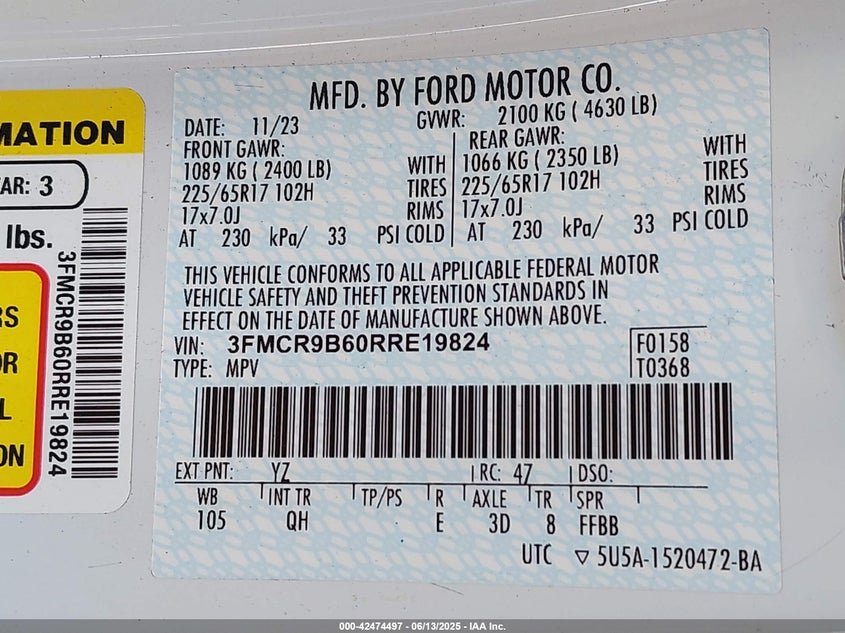 MATION
AR: 3
lbs.
RS
OR
L
ON
3FMCR9B60RRE19824
MFD. BY FORD MOTOR CO.
DATE: 11/23 GVWR: 2100 KG ( 4630 LB)
FRONT GAWR: REAR GAWR:
1089 KG ( 2400 LB) WITH 1066 KG ( 2350 LB) WITH
225/65R17 102H TIRES 225/65R17 102H TIRES
17x7.0J RIMS 17x7.0J RIMS
AT 230 kPa/ 33 PSI COLD AT 230 kPa/ 33 PSI COLD
THIS VEHICLE CONFORMS TO ALL APPLICABLE FEDERAL MOTOR
VEHICLE SAFETY AND THEFT PREVENTION STANDARDS IN
EFFECT ON THE DATE OF MANUFACTURE SHOWN ABOVE.
VIN: 3FMCR9B60RRE19824 F0158
TYPE: MPV T0368
EXT PNT: YZ RC: 47 DSO:
WB INT TR TP/PS R AXLE TR SPR
105 QH E 3D 8 FFBB
UTC ▽ 5U5A-1520472-BA
000-42474497 - 06/13/2025 - IAA Inc.